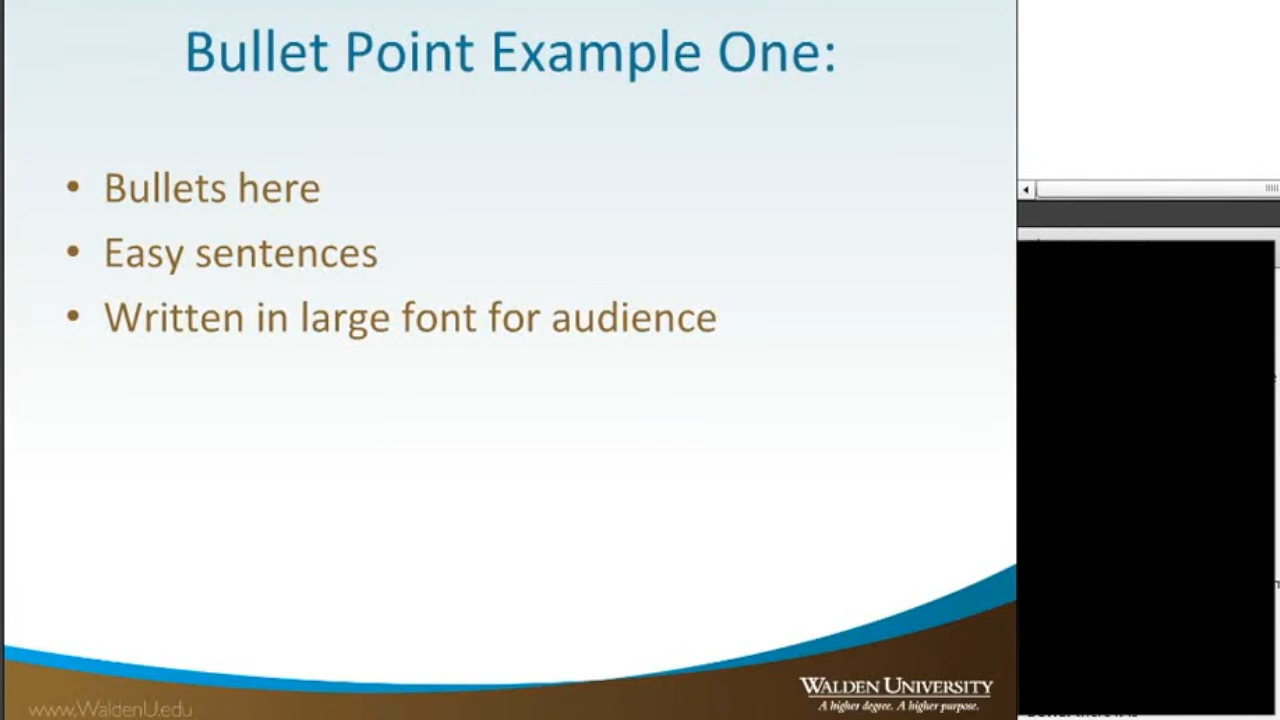 Bullet Point Example One:
• Bullets here
• Easy sentences
• Written in large font for audience
WALDEN UNIVERSITY
A higher degree. A higher purpose.
www.WaldenU.edu